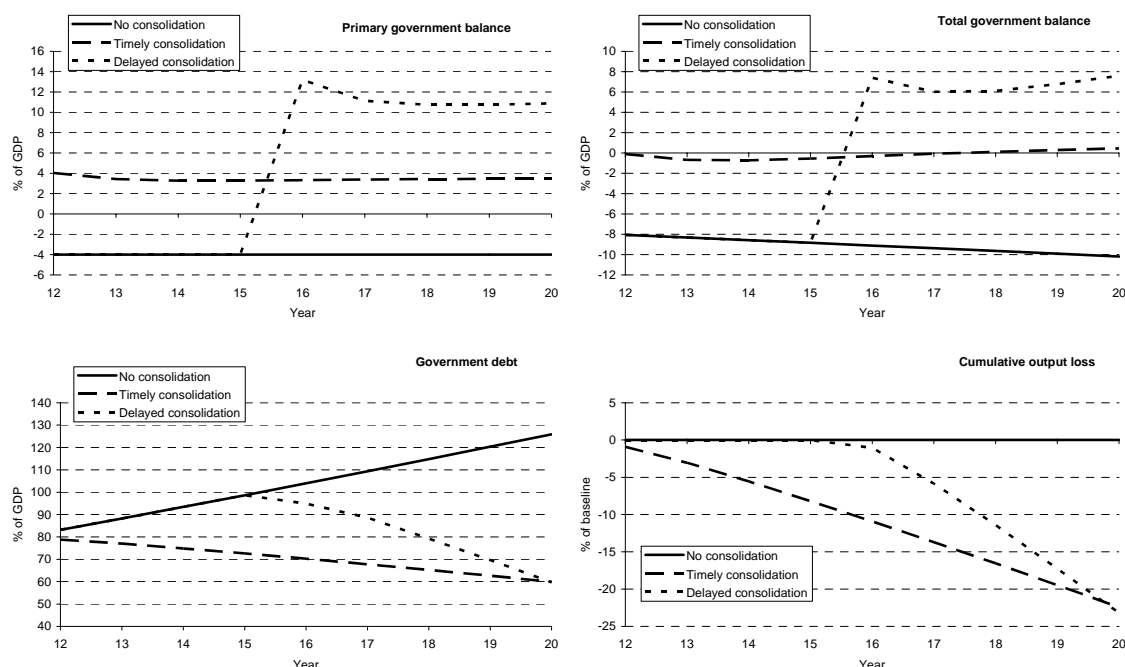 Primary government balance
No consolidation
Timely consolidation
Delayed consolidation
16
14
12
10
8
6
4
2
0
-2
-4
-6
% of GDP
12 13 14 15 16 17 18 19 20
Year
Total government balance
No consolidation
Timely consolidation
Delayed consolidation
10
8
6
4
2
0
-2
-4
-6
-8
-10
-12
% of GDP
12 13 14 15 16 17 18 19 20
Year
Government debt
No consolidation
Timely consolidation
Delayed consolidation
140
130
120
110
100
90
80
70
60
50
40
% of GDP
12 13 14 15 16 17 18 19 20
Year
Cumulative output loss
5
0
-5
-10
-15
-20
-25
% of baseline
No consolidation
Timely consolidation
Delayed consolidation
12 13 14 15 16 17 18 19 20
Year